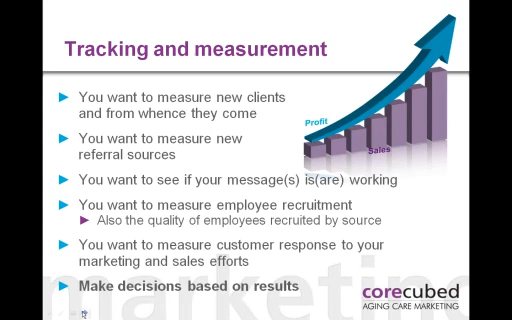 Tracking and measurement
Profit
Sales
► You want to measure new clients
and from whence they come
► You want to measure new
referral sources
► You want to see if your message(s) is(are) working
► You want to measure employee recruitment
► Also the quality of employees recruited by source
► You want to measure customer response to your
marketing and sales efforts
► Make decisions based on results
marketing
corecubed
AGING CARE MARKETING